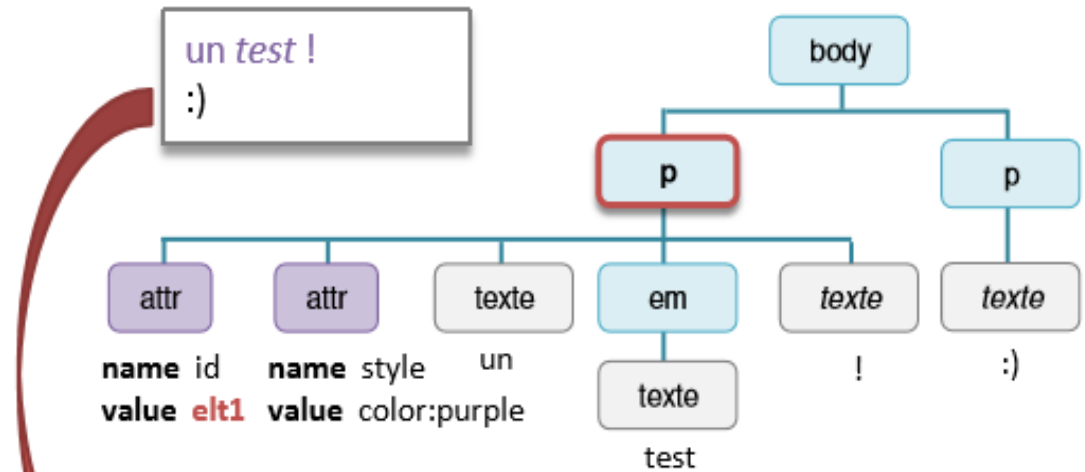 un test !
:)
body
p
p
attr
attr
texte
em
texte
texte
name id
value elt1
name style
value color:purple
un
texte
test
!
:)